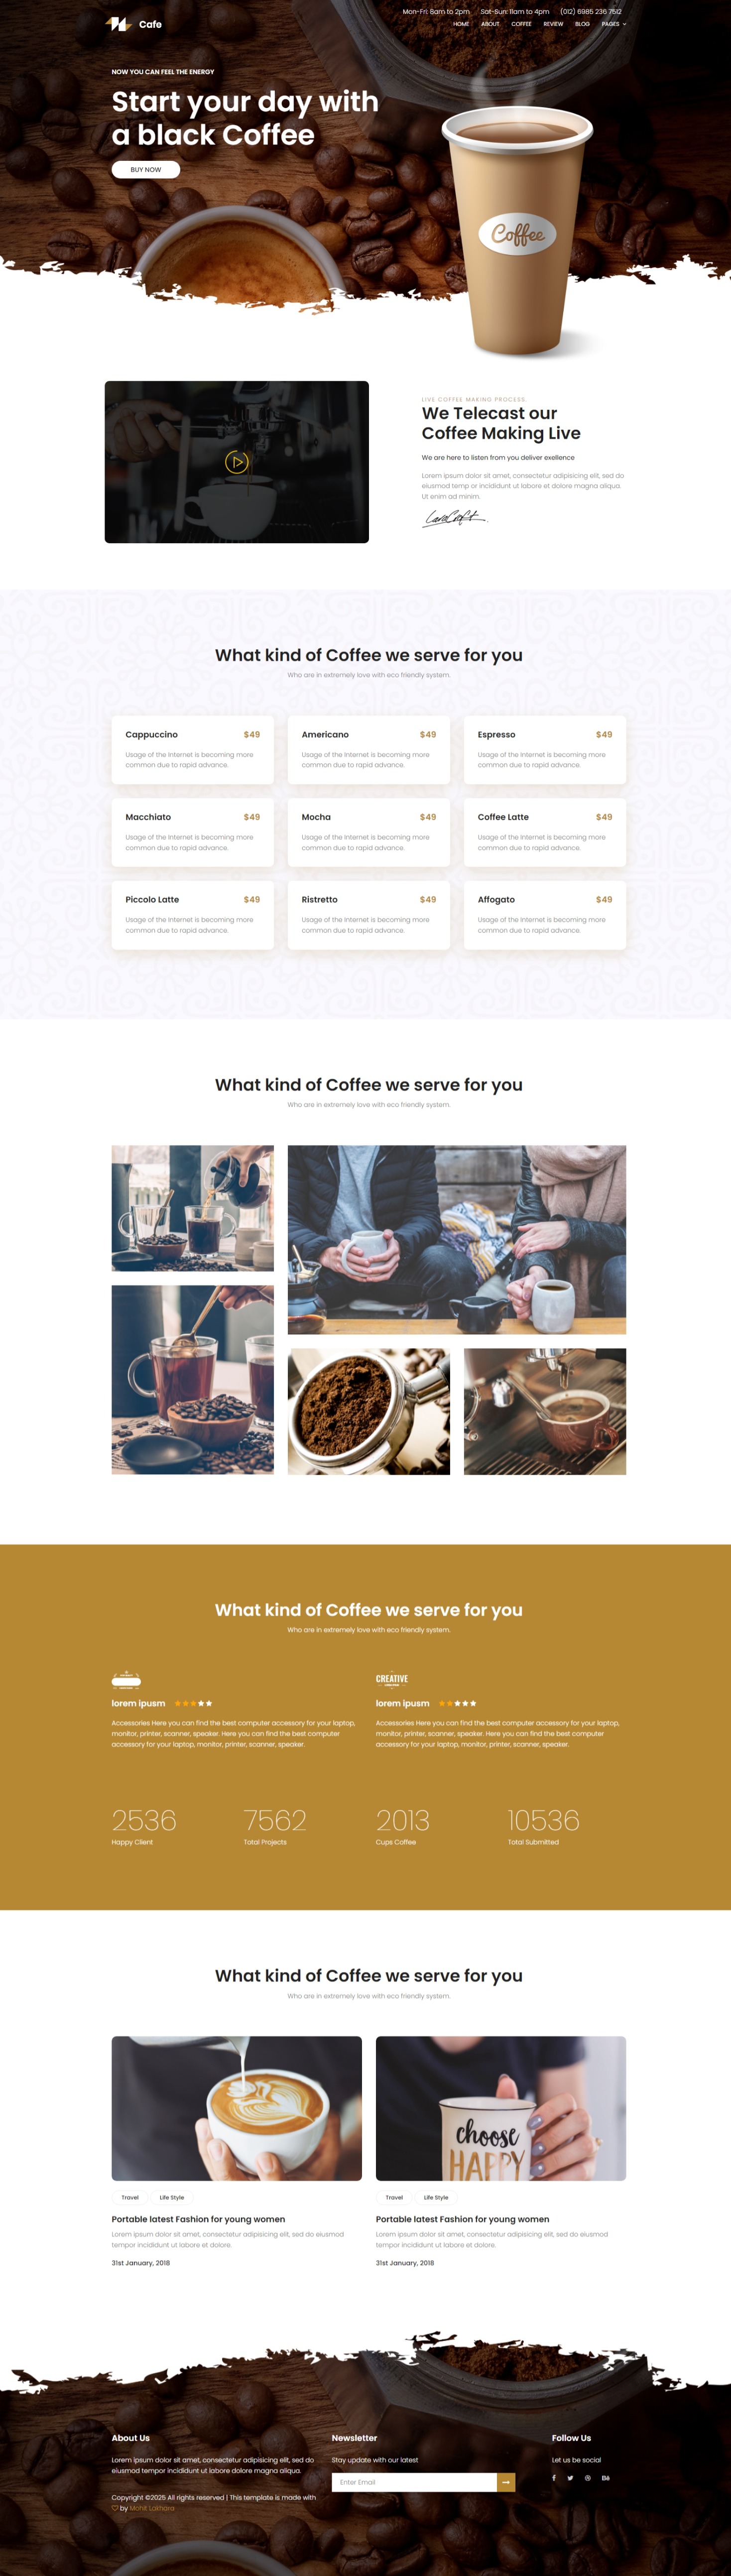 Mon-Fri: 8am to 2pm Sat-Sun: 11am to 4pm (012) 6985 236 7512
Cafe
HOME ABOUT COFFEE REVIEW BLOG PAGES
NOW YOU CAN FEEL THE ENERGY
Start your day with
a black Coffee
BUY NOW
Coffee
LIVE COFFEE MAKING PROCESS.
We Telecast our
Coffee Making Live
We are here to listen from you deliver exellence
Lorem ipsum dolor sit amet, consectetur adipisicing elit, sed do
eiusmod temp or incididunt ut labore et dolore magna aliqua.
Ut enim ad minim.
What kind of Coffee we serve for you
Who are in extremely love with eco friendly system.
Cappuccino $49
Usage of the Internet is becoming more
common due to rapid advance.
Americano $49
Usage of the Internet is becoming more
common due to rapid advance.
Espresso $49
Usage of the Internet is becoming more
common due to rapid advance.
Macchiato $49
Usage of the Internet is becoming more
common due to rapid advance.
Mocha $49
Usage of the Internet is becoming more
common due to rapid advance.
Coffee Latte $49
Usage of the Internet is becoming more
common due to rapid advance.
Piccolo Latte $49
Usage of the Internet is becoming more
common due to rapid advance.
Ristretto $49
Usage of the Internet is becoming more
common due to rapid advance.
Affogato $49
Usage of the Internet is becoming more
common due to rapid advance.
What kind of Coffee we serve for you
Who are in extremely love with eco friendly system.
What kind of Coffee we serve for you
Who are in extremely love with eco friendly system.
lorem ipusm
Accessories Here you can find the best computer accessory for your laptop,
monitor, printer, scanner, speaker. Here you can find the best computer
accessory for your laptop, monitor, printer, scanner, speaker.
CREATIVE
lorem ipusm
Accessories Here you can find the best computer accessory for your laptop,
monitor, printer, scanner, speaker. Here you can find the best computer
accessory for your laptop, monitor, printer, scanner, speaker.
2536
Happy Client
7562
Total Projects
2013
Cups Coffee
10536
Total Submitted
What kind of Coffee we serve for you
Who are in extremely love with eco friendly system.
choose
HAPPY
Travel Life Style
Portable latest Fashion for young women
Lorem ipsum dolor sit amet, consectetur adipisicing elit, sed do eiusmod
tempor incididunt ut labore et dolore.
31st January, 2018
Travel Life Style
Portable latest Fashion for young women
Lorem ipsum dolor sit amet, consectetur adipisicing elit, sed do eiusmod
tempor incididunt ut labore et dolore.
31st January, 2018
About Us
Lorem ipsum dolor sit amet, consectetur adipisicing elit, sed do
eiusmod tempor incididunt ut labore dolore magna aliqua.
Copyright ©2025 All rights reserved | This template is made with
by Mohit Lakhara
Newsletter
Stay update with our latest
Enter Email
Follow Us
Let us be social